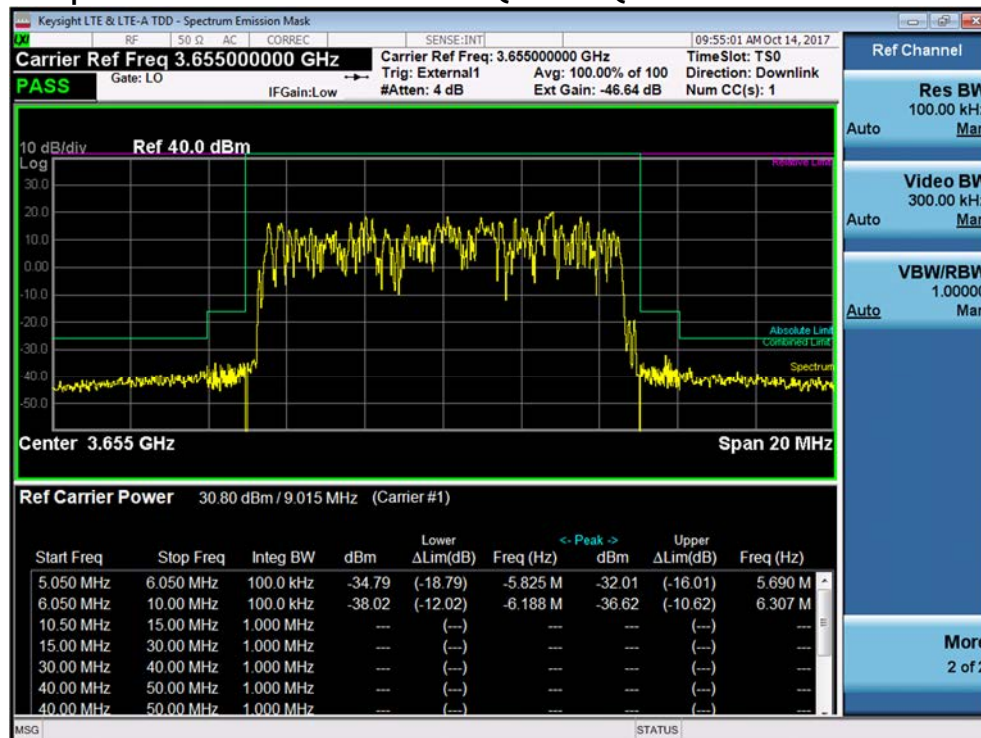 Keysight LTE & LTE-A TDD - Spectrum Emission Mask
LXI RF 50 Ω AC CORREC SENSE:INT 09:55:01 AM Oct 14, 2017
Carrier Ref Freq 3.655000000 GHz
Carrier Ref Freq: 3.655000000 GHz
TimeSlot: TS0
PASS
Gate: LO
Trig: External1
Avg: 100.00% of 100
Direction: Downlink
IFGain:Low
#Atten: 4 dB
Ext Gain: -46.64 dB
Num CC(s): 1
10 dB/div Ref 40.0 dBm
Log
Relative Limit
30.0
20.0
10.0
0.00
-10.0
-20.0
Absolute Limit
-30.0
Combined Limit
Spectrum
-40.0
-50.0
Center 3.655 GHz Span 20 MHz
Ref Carrier Power 30.80 dBm / 9.015 MHz (Carrier #1)
Lower <- Peak -> Upper
Start Freq Stop Freq Integ BW dBm ΔLim(dB) Freq (Hz) dBm ΔLim(dB) Freq (Hz)
5.050 MHz 6.050 MHz 100.0 kHz -34.79 (-18.79) -5.825 M -32.01 (-16.01) 5.690 M
6.050 MHz 10.00 MHz 100.0 kHz -38.02 (-12.02) -6.188 M -36.62 (-10.62) 6.307 M
10.50 MHz 15.00 MHz 1.000 MHz --- (---) --- --- (---) ---
15.00 MHz 30.00 MHz 1.000 MHz --- (---) --- --- (---) ---
30.00 MHz 40.00 MHz 1.000 MHz --- (---) --- --- (---) ---
40.00 MHz 50.00 MHz 1.000 MHz --- (---) --- --- (---) ---
40.00 MHz 50.00 MHz 1.000 MHz --- (---) --- --- (---) ---
MSG STATUS
Ref Channel
Res BW
100.00 kHz
Auto Man
Video BW
300.00 kHz
Auto Man
VBW/RBW
1.00000
Auto Man
More
2 of 2